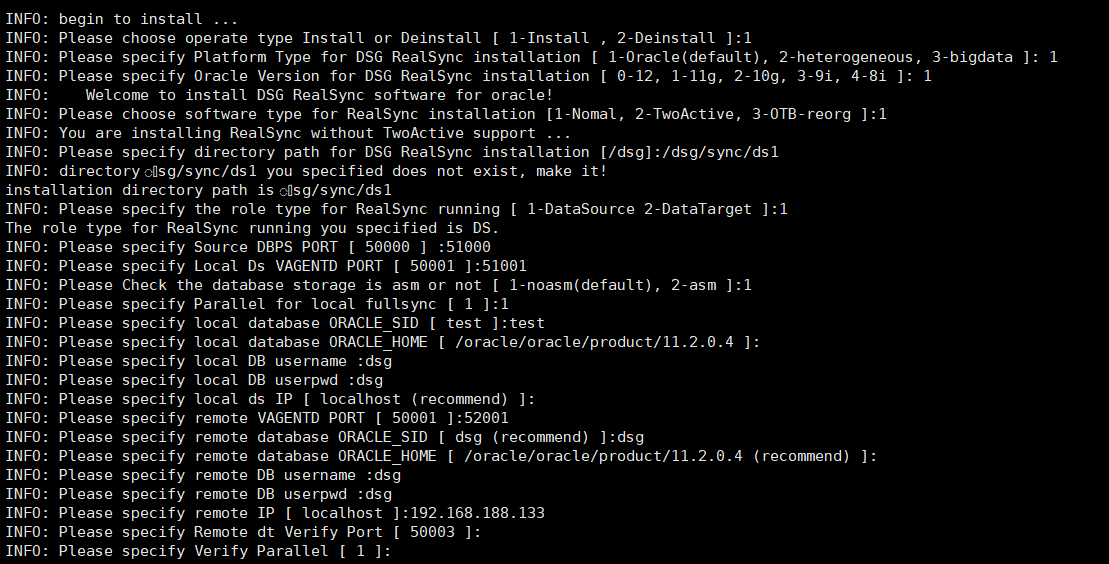 INFO: begin to install ...
INFO: Please choose operate type Install or Deinstall [ 1-Install , 2-Deinstall ]:1
INFO: Please specify Platform Type for DSG RealSync installation [ 1-Oracle(default), 2-heterogeneous, 3-bigdata ]: 1
INFO: Please specify Oracle Version for DSG RealSync installation [ 0-12, 1-11g, 2-10g, 3-9i, 4-8i ]: 1
INFO:    Welcome to install DSG RealSync software for oracle!
INFO: Please choose software type for RealSync installation [1-Nomal, 2-TwoActive, 3-OTB-reorg ]:1
INFO: You are installing RealSync without TwoActive support ...
INFO: Please specify directory path for DSG RealSync installation [/dsg]:/dsg/sync/ds1
INFO: directory sg/sync/ds1 you specified does not exist, make it!
installation directory path is sg/sync/ds1
INFO: Please specify the role type for RealSync running [ 1-DataSource 2-DataTarget ]:1
The role type for RealSync running you specified is DS.
INFO: Please specify Source DBPS PORT [ 50000 ] :51000
INFO: Please specify Local Ds VAGENTD PORT [ 50001 ]:51001
INFO: Please Check the database storage is asm or not [ 1-noasm(default), 2-asm ]:1
INFO: Please specify Parallel for local fullsync [ 1 ]:1
INFO: Please specify local database ORACLE_SID [ test ]:test
INFO: Please specify local database ORACLE_HOME [ /oracle/oracle/product/11.2.0.4 ]:
INFO: Please specify local DB username :dsg
INFO: Please specify local DB userpwd :dsg
INFO: Please specify local ds IP [ localhost (recommend) ]:
INFO: Please specify remote VAGENTD PORT [ 50001 ]:52001
INFO: Please specify remote database ORACLE_SID [ dsg (recommend) ]:dsg
INFO: Please specify remote database ORACLE_HOME [ /oracle/oracle/product/11.2.0.4 (recommend) ]:
INFO: Please specify remote DB username :dsg
INFO: Please specify remote DB userpwd :dsg
INFO: Please specify remote IP [ localhost ]:192.168.188.133
INFO: Please specify Remote dt Verify Port [ 50003 ]:
INFO: Please specify Verify Parallel [ 1 ]: